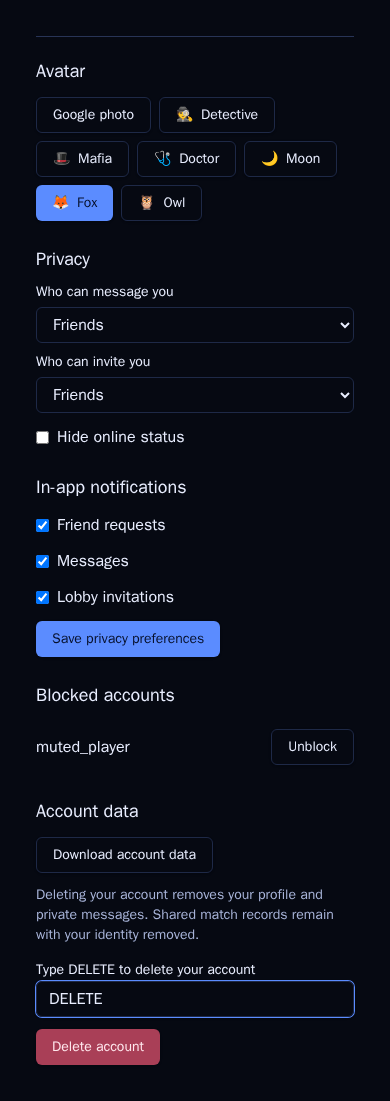 Avatar
Google photo
Detective
Mafia
Doctor
Moon
Fox
Owl
Privacy
Who can message you
Friends
Who can invite you
Friends
Hide online status
In-app notifications
Friend requests
Messages
Lobby invitations
Save privacy preferences
Blocked accounts
muted_player
Unblock
Account data
Download account data
Deleting your account removes your profile and
private messages. Shared match records remain
with your identity removed.
Type DELETE to delete your account
DELETE
Delete account